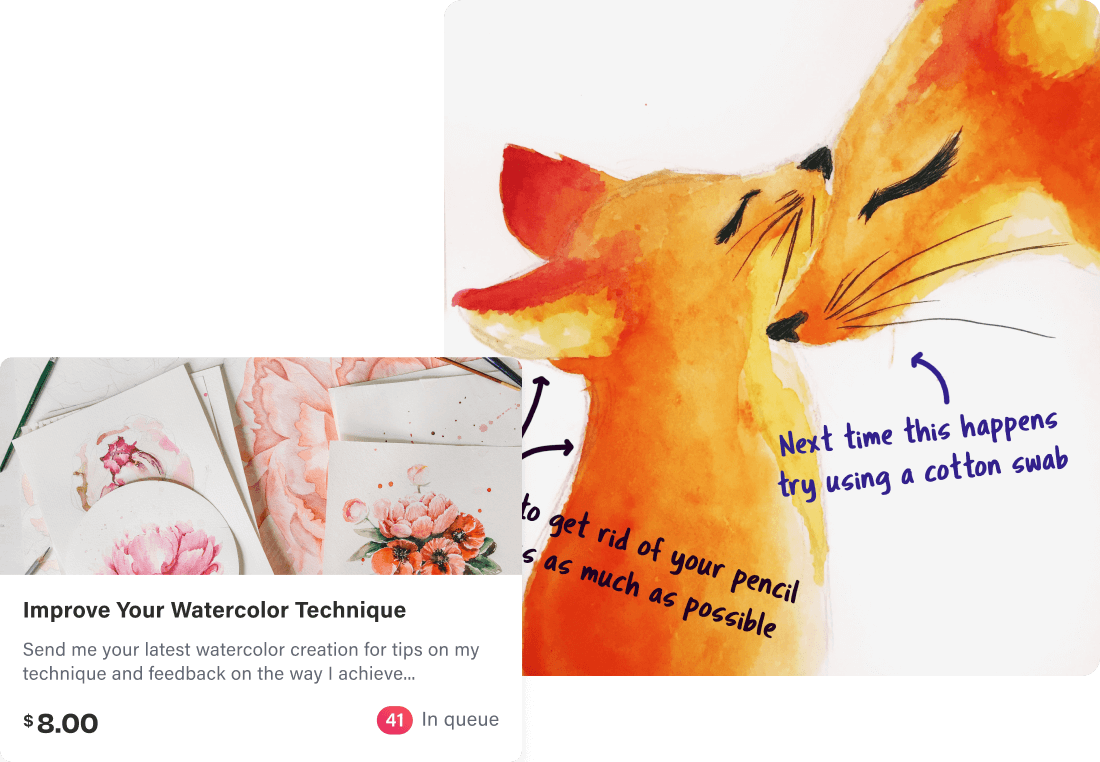 Next time this happens
try using a cotton swab
to get rid of your pencil
as much as possible
Improve Your Watercolor Technique
Send me your latest watercolor creation for tips on my
technique and feedback on the way I achieve...
$8.00
41 In queue